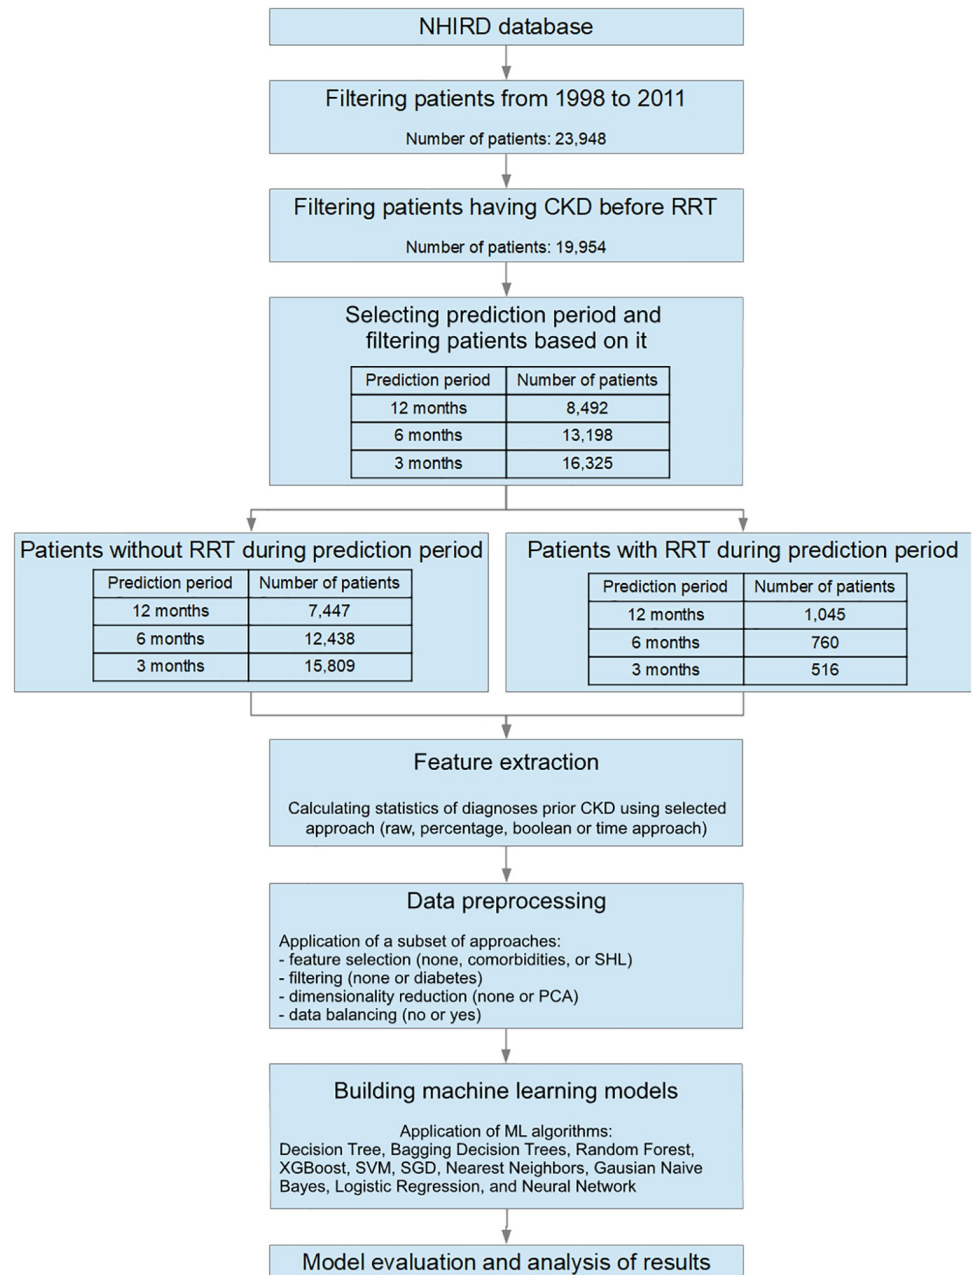 NHIRD database
Filtering patients from 1998 to 2011
Number of patients: 23,948
Filtering patients having CKD before RRT
Number of patients: 19,954
Selecting prediction period and
filtering patients based on it
Prediction period Number of patients
12 months 8,492
6 months 13,198
3 months 16,325
Patients without RRT during prediction period
Prediction period Number of patients
12 months 7,447
6 months 12,438
3 months 15,809
Patients with RRT during prediction period
Prediction period Number of patients
12 months 1,045
6 months 760
3 months 516
Feature extraction
Calculating statistics of diagnoses prior CKD using selected
approach (raw, percentage, boolean or time approach)
Data preprocessing
Application of a subset of approaches:
- feature selection (none, comorbidities, or SHL)
- filtering (none or diabetes)
- dimensionality reduction (none or PCA)
- data balancing (no or yes)
Building machine learning models
Application of ML algorithms:
Decision Tree, Bagging Decision Trees, Random Forest,
XGBoost, SVM, SGD, Nearest Neighbors, Gausian Naive
Bayes, Logistic Regression, and Neural Network
Model evaluation and analysis of results